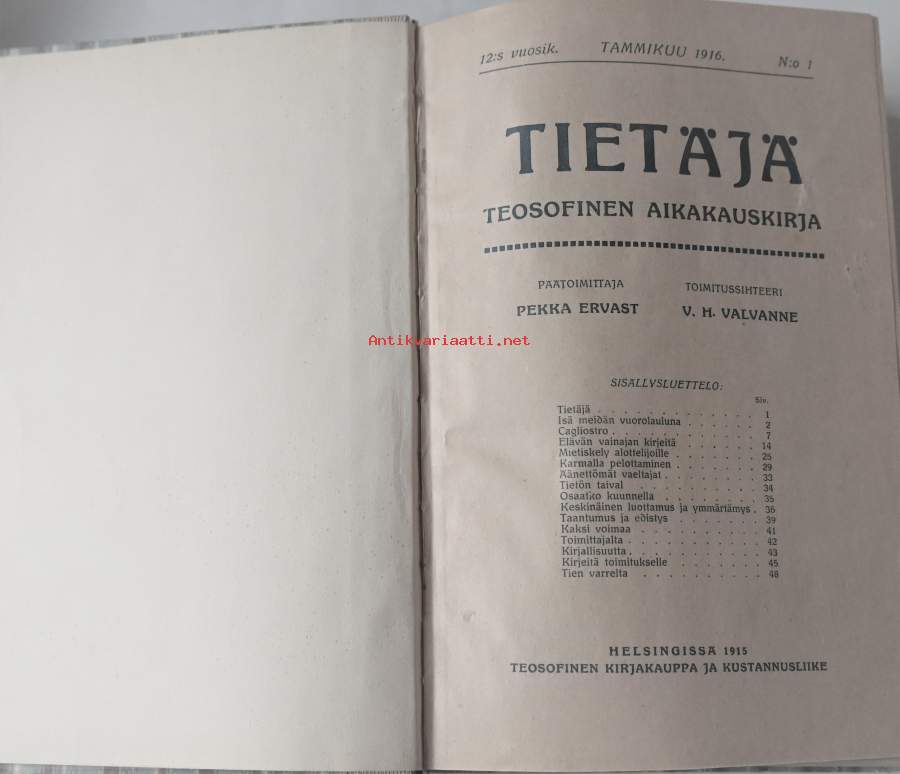 12:s vuosik. TAMMIKUU 1916. N:o 1
TIETÄJÄ
TEOSOFINEN AIKAKAUSKIRJA
PÄÄTOIMITTAJA TOIMITUSSIHTEERI
PEKKA ERVAST V. H. VALVANNE
Antikvariaatti.net
SISÄLLYSLUETTELO:
Siv.
Tietäjä . . . . . . . . . . . . 1
Isä meidän vuorolauluna . . . . . . 2
Cagliostro . . . . . . . . . . . 7
Elävän vainajan kirjeitä . . . . . . 14
Mietiskely alottelijoille . . . . . . . 25
Karmalla pelottaminen . . . . . . . 29
Äänettömät vaeltajat . . . . . . . . 33
Tietön taival . . . . . . . . . . 34
Osaatko kuunnella . . . . . . . . 35
Keskinäinen luottamus ja ymmärtämys . 36
Taantumus ja edistys . . . . . . . 39
Kaksi voimaa . . . . . . . . . . 41
Toimittajalta . . . . . . . . . . 42
Kirjallisuutta . . . . . . . . . . 43
Kirjeitä toimitukselle . . . . . . . 45
Tien varrelta . . . . . . . . . 48
HELSINGISSÄ 1915
TEOSOFINEN KIRJAKAUPPA JA KUSTANNUSLIIKE